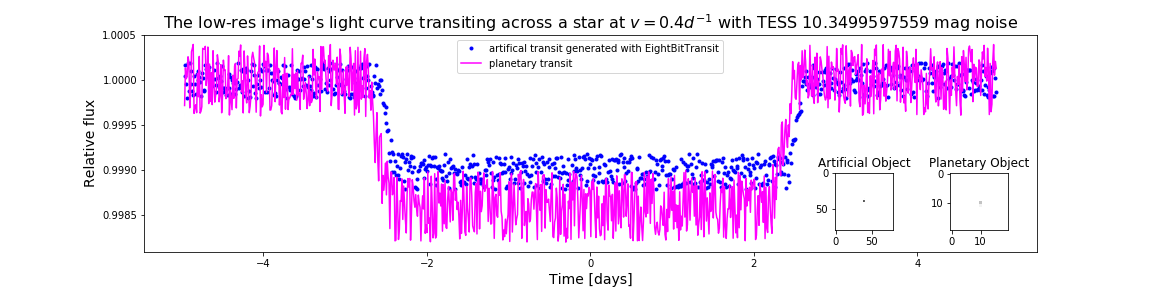 The low-res image's light curve transiting across a star at v = 0.4d⁻¹ with TESS 10.3499597559 mag noise
artifical transit generated with EightBitTransit
planetary transit
Relative flux
1.0005
1.0000
0.9995
0.9990
0.9985
Artificial Object
0
50
0 50
Planetary Object
0
10
0 10
−4 −2 0 2 4
Time [days]